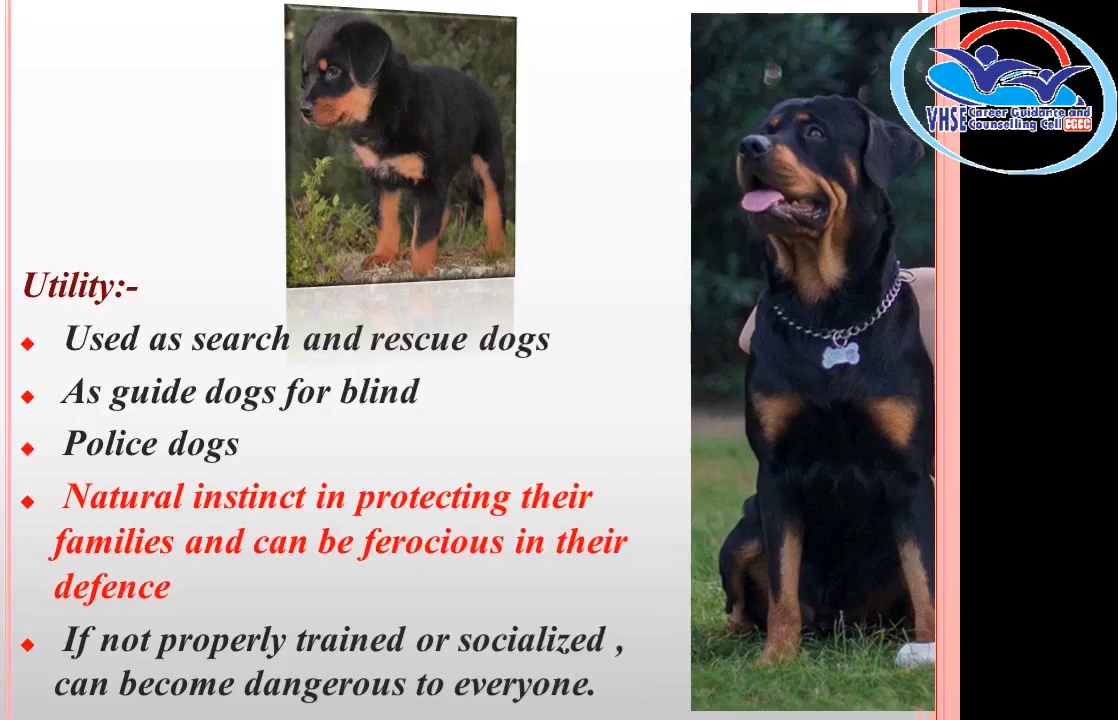 VHSE Career Guidance and
Counselling Cell CGCC
Utility:-
Used as search and rescue dogs
As guide dogs for blind
Police dogs
Natural instinct in protecting their
families and can be ferocious in their
defence
If not properly trained or socialized ,
can become dangerous to everyone.